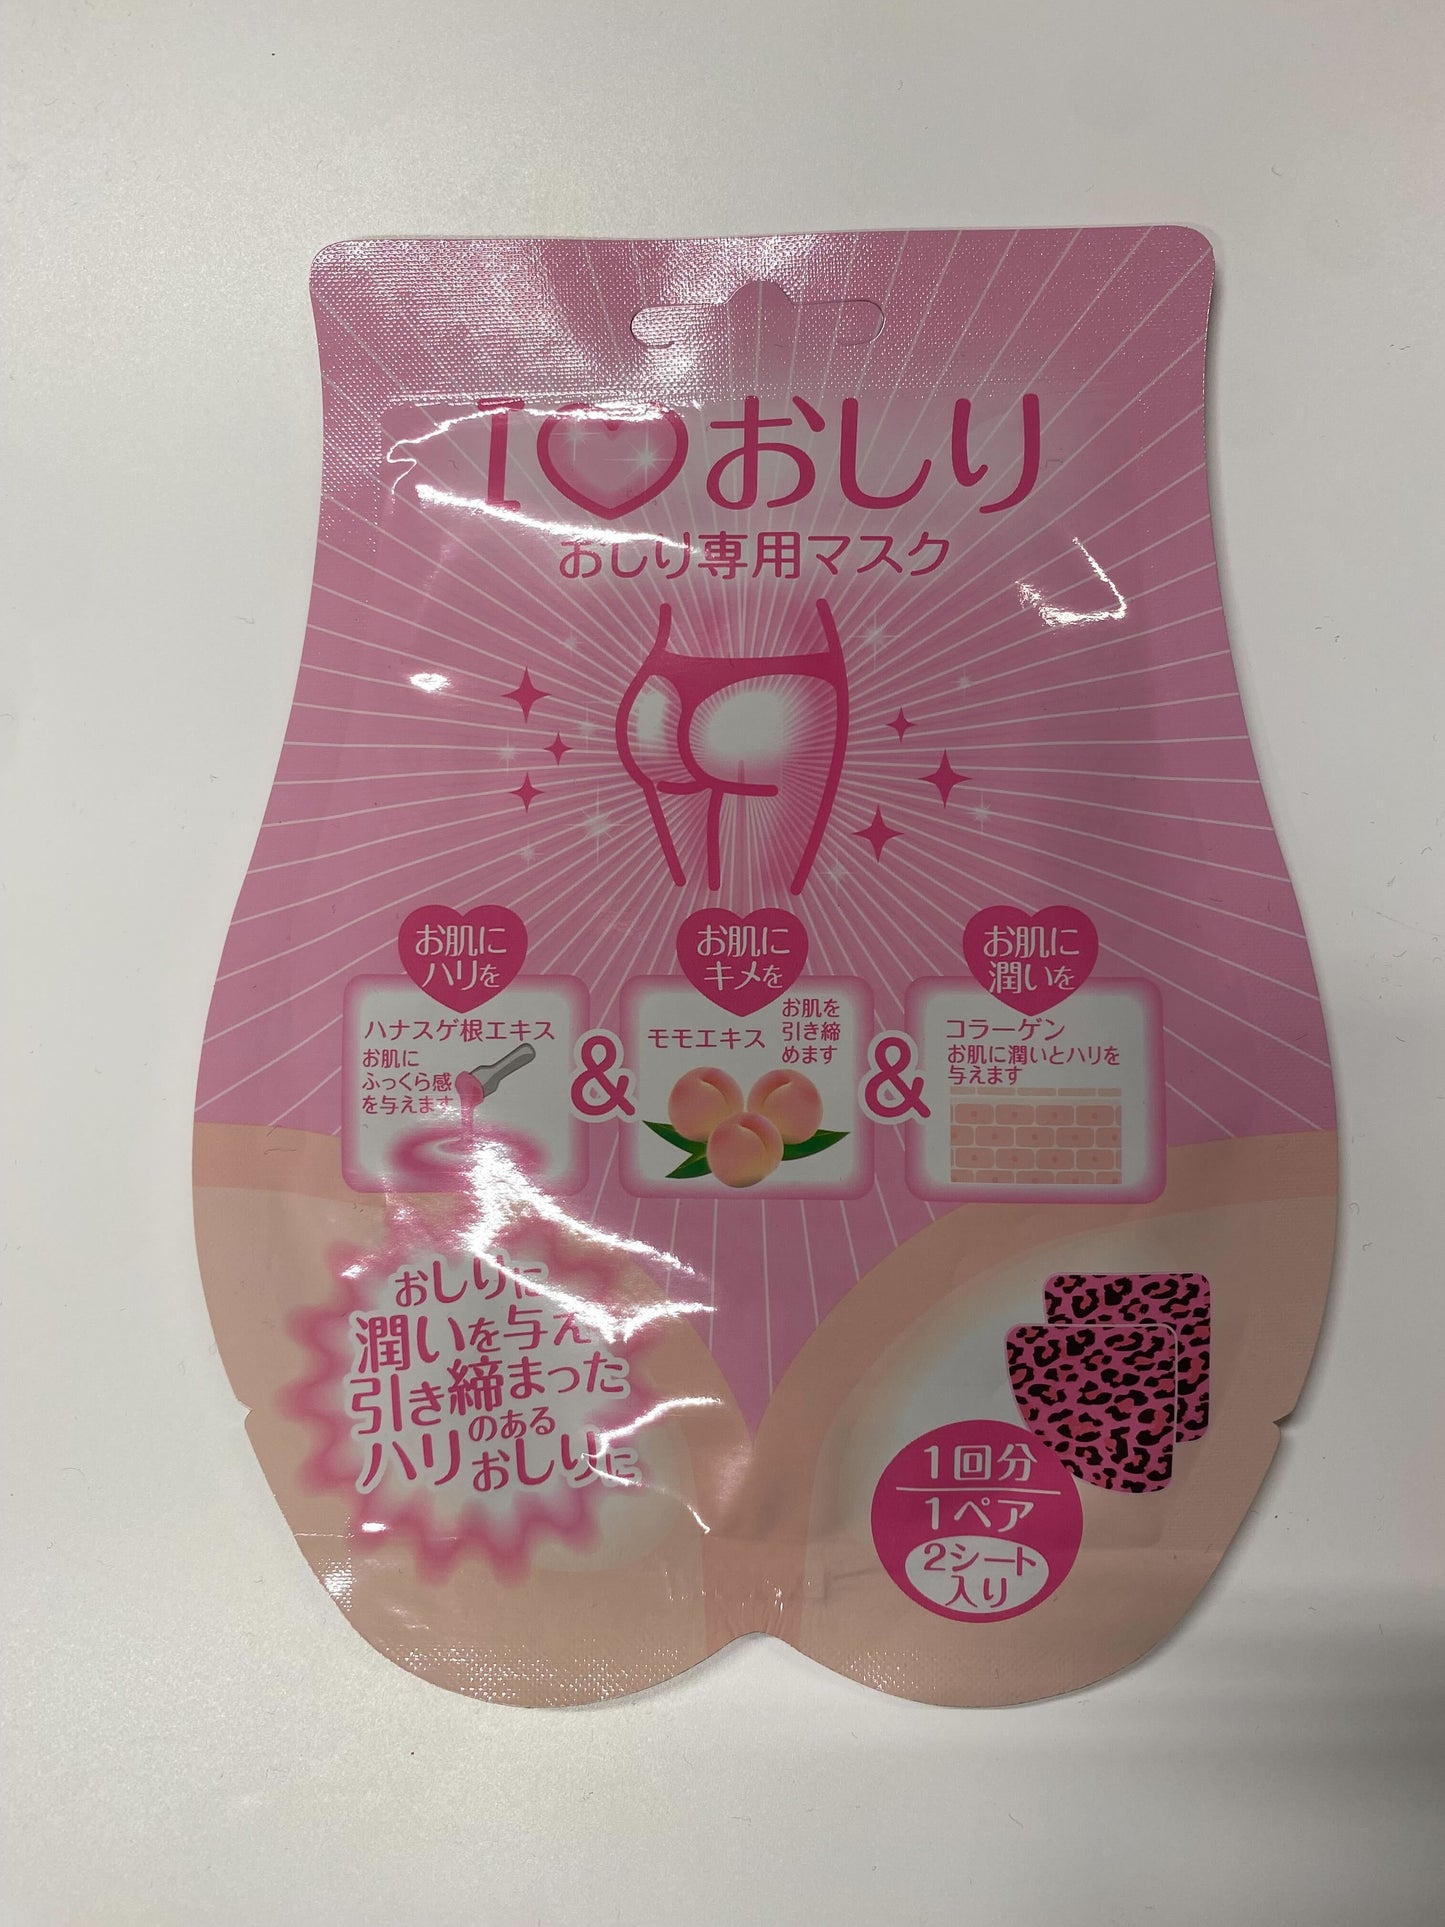 I♡おしり
おしり専用マスク
お肌に
ハリを
ハナスゲ根エキス
お肌に
ふっくら感
を与えます
&
お肌に
キメを
モモエキス
お肌を
引き締
めます
&
お肌に
潤いを
コラーゲン
お肌に潤いとハリを
与えます
おしりに
潤いを与え
引き締まった
のある
ハリおしりに
1回分
1ペア
2シート
入り